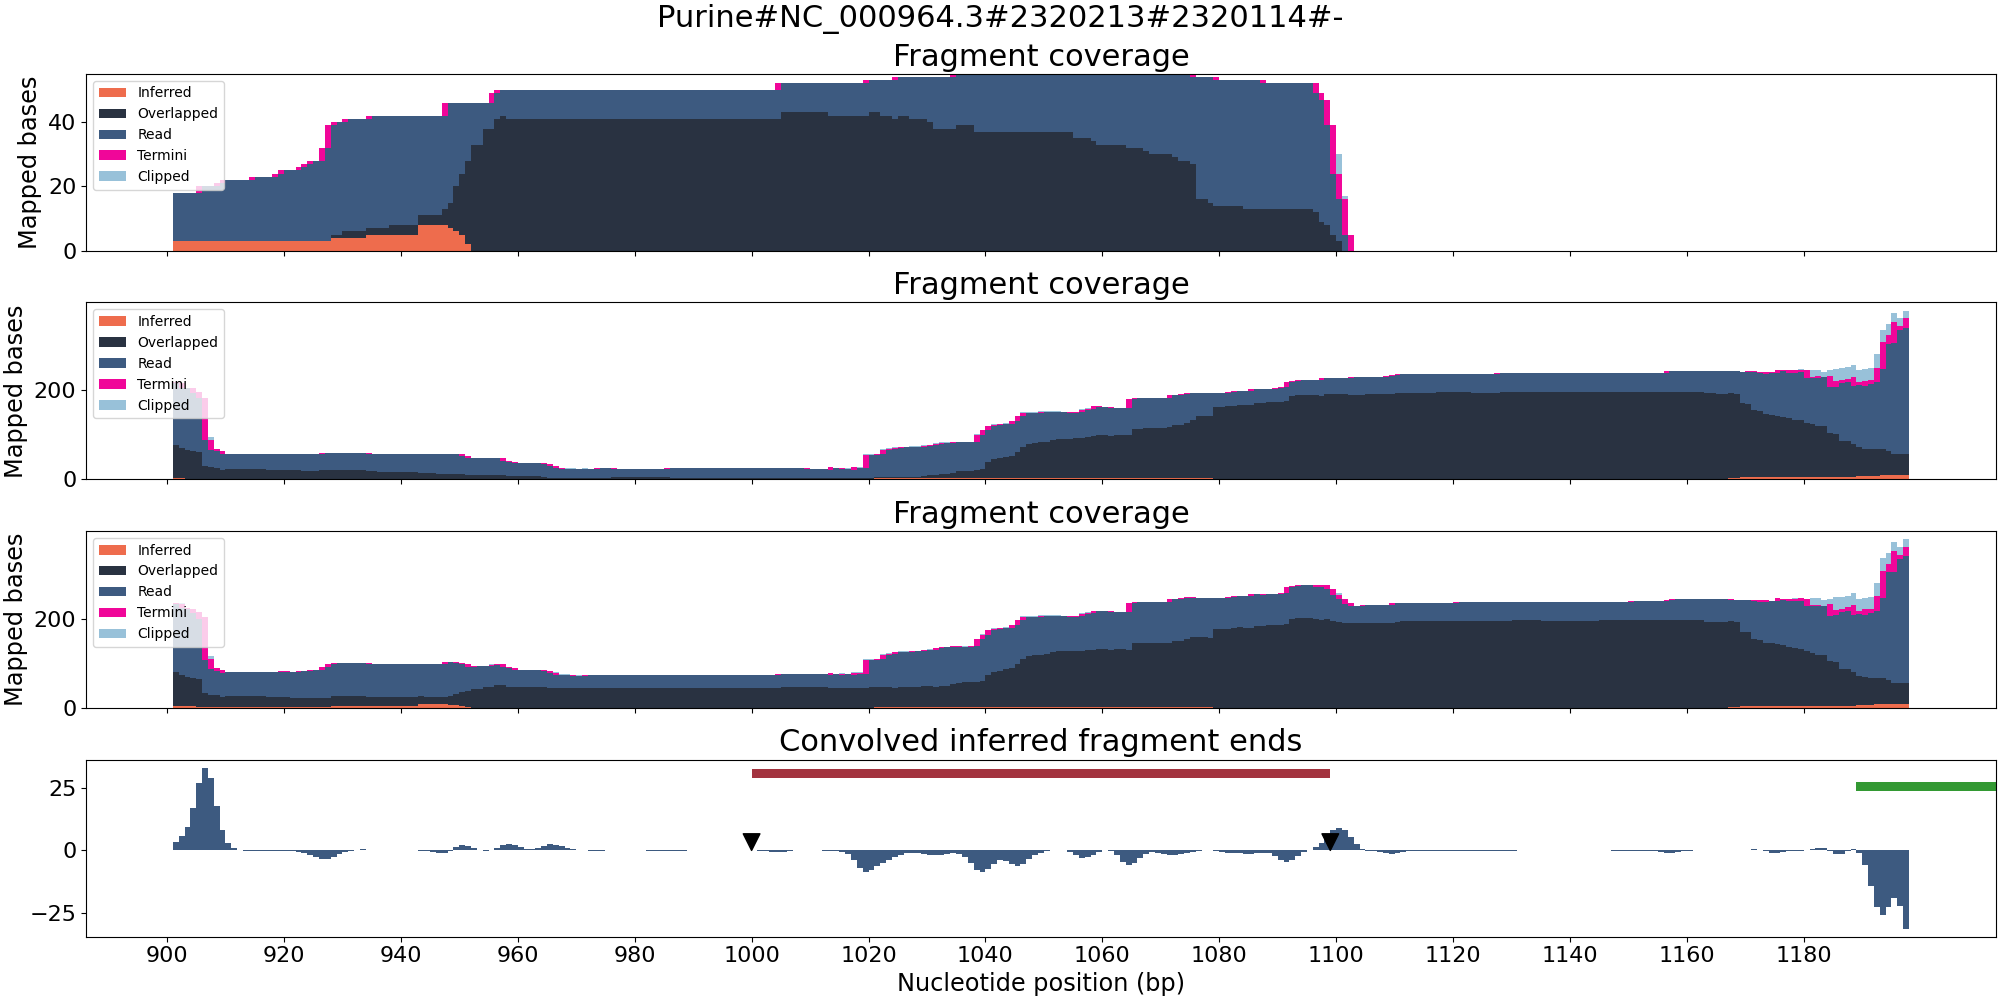 Purine#NC_000964.3#2320213#2320114#-
Fragment coverage
Mapped bases
40
20
0
Inferred
Overlapped
Read
Termini
Clipped
Fragment coverage
Mapped bases
200
0
Inferred
Overlapped
Read
Termini
Clipped
Fragment coverage
Mapped bases
200
0
Inferred
Overlapped
Read
Termini
Clipped
Convolved inferred fragment ends
25
0
−25
900 920 940 960 980 1000 1020 1040 1060 1080 1100 1120 1140 1160 1180
Nucleotide position (bp)